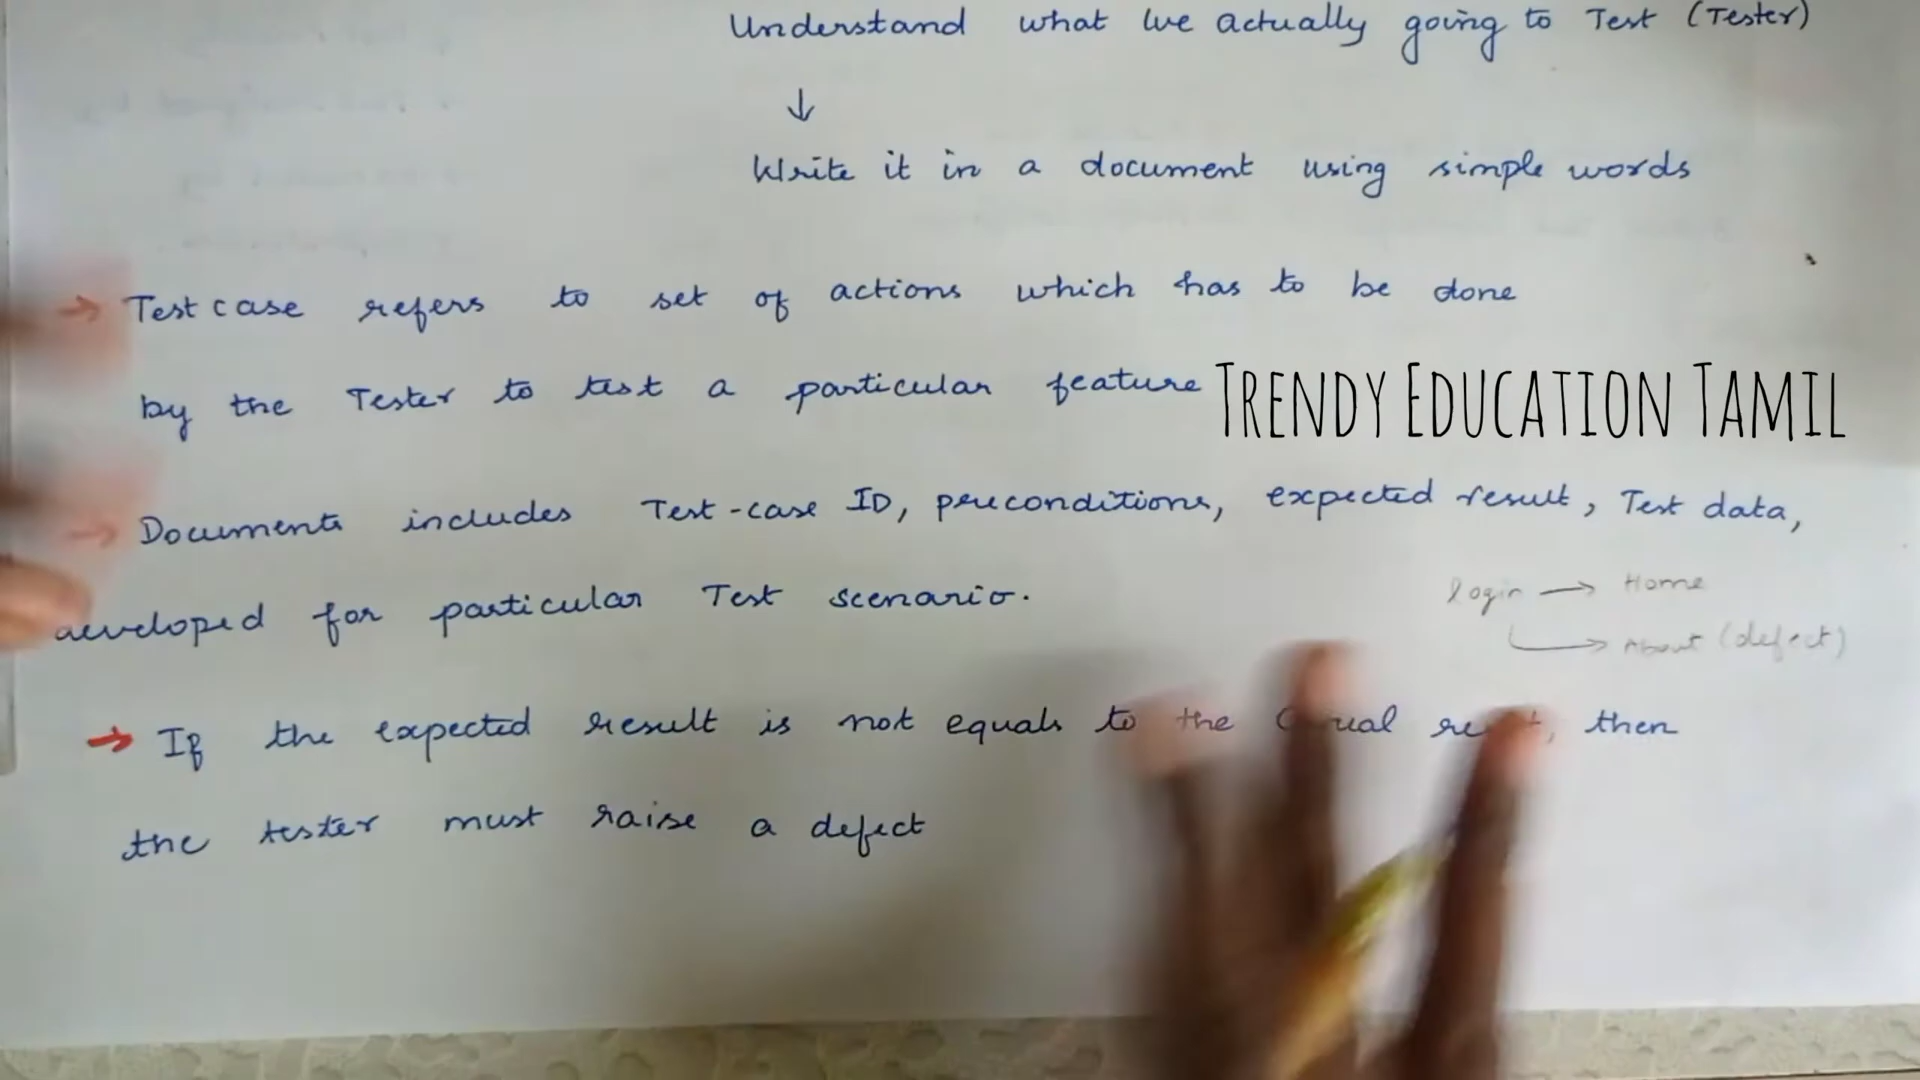 Understand what we actually going to Test (Tester)
↓
Write it in a document using simple words
→ Test case refers to set of actions which has to be done
by the Tester to test a particular feature
TRENDY EDUCATION TAMIL
→ Documents includes Test-case ID, preconditions, expected result, Test data,
developed for particular Test scenario.
login → Home
→ About (defect)
→ If the expected result is not equals to the then
the tester must raise a defect